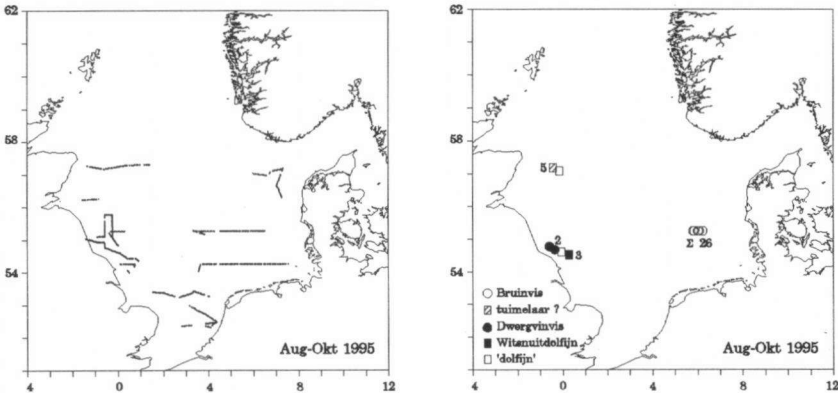 62
58
54
Aug-Okt 1995
4 0 4 8 12
62
58
54
5
2
3
Σ 26
Bruinvis
tuimelaar ?
Dwergvinvis
Witsnuitdolfijn
'dolfijn'
Aug-Okt 1995
4 0 4 8 12